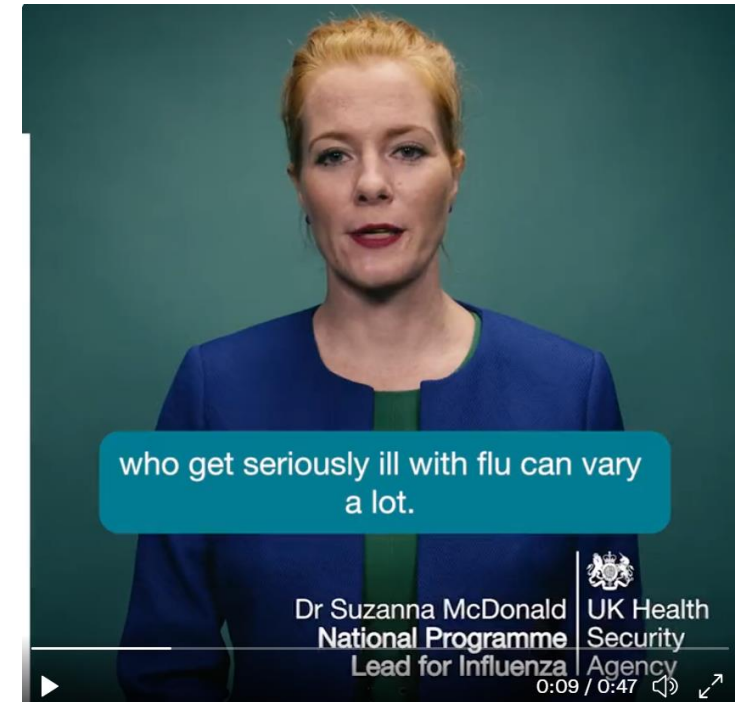 who get seriously ill with flu can vary
a lot.
Dr Suzanna McDonald
National Programme
Lead for Influenza
UK Health
Security
Agency
0:09 / 0:47